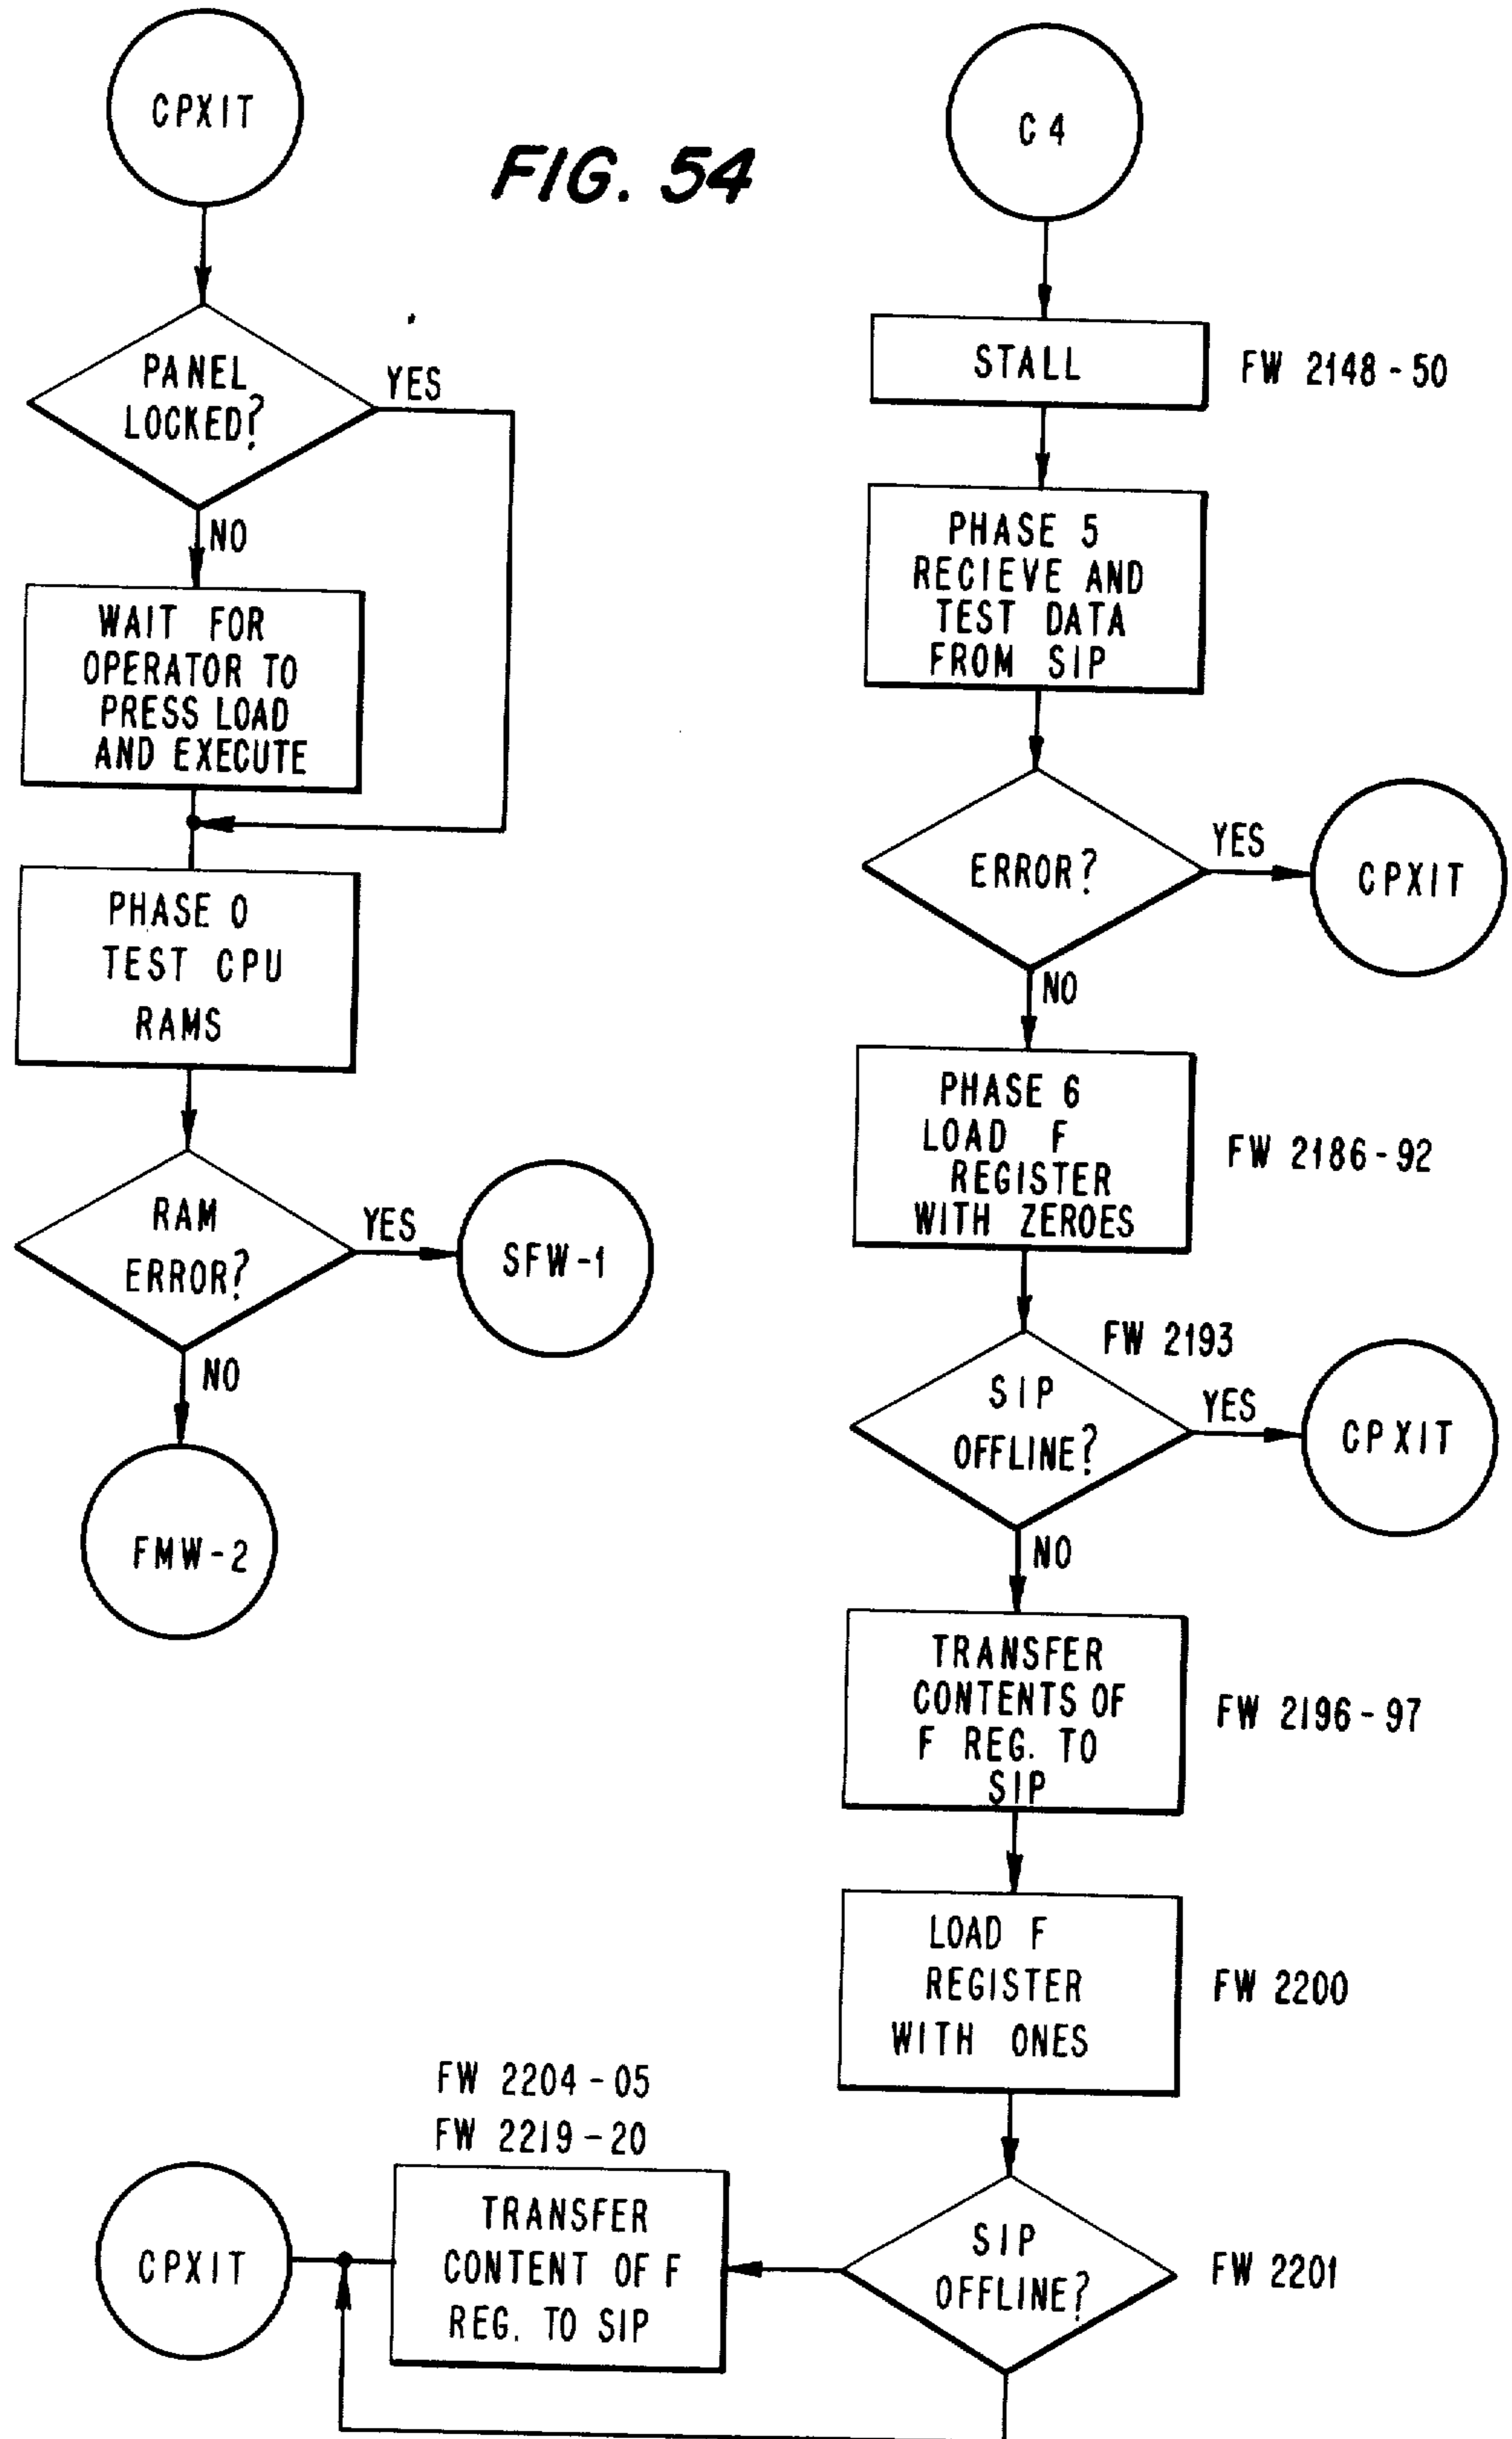 FIG. 54
CPXIT
PANEL
LOCKED?
YES
NO
WAIT FOR
OPERATOR TO
PRESS LOAD
AND EXECUTE
PHASE 0
TEST CPU
RAMS
RAM
ERROR?
YES
SFW-1
NO
FMW-2
C4
STALL
FW 2148-50
PHASE 5
RECIEVE AND
TEST DATA
FROM SIP
ERROR?
YES
CPXIT
NO
PHASE 6
LOAD F
REGISTER
WITH ZEROES
FW 2186-92
FW 2193
SIP
OFFLINE?
YES
CPXIT
NO
TRANSFER
CONTENTS OF
F REG. TO
SIP
FW 2196-97
LOAD F
REGISTER
WITH ONES
FW 2200
SIP
OFFLINE?
FW 2201
FW 2204-05
FW 2219-20
TRANSFER
CONTENT OF F
REG. TO SIP
CPXIT